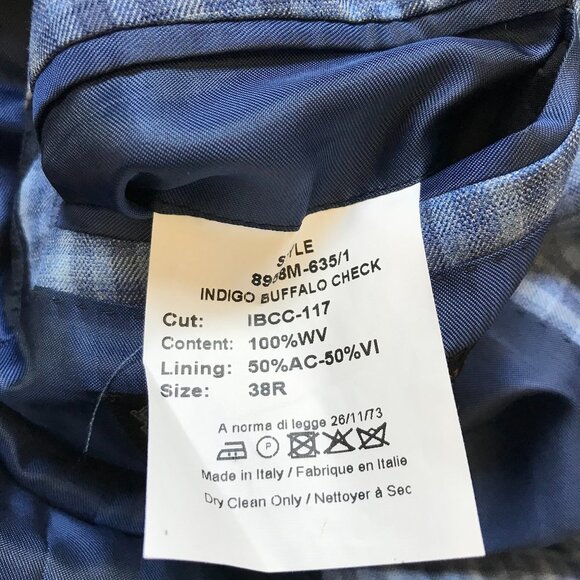 STYLE
INDIGO BUFFALO CHECK
Cut: IBCC-117
Content: 100%WV
Lining: 50%AC-50%VI
Size: 38R
A norma di legge 26/11/73
P
Made in Italy / Fabrique en Italie
Dry Clean Only / Nettoyer à Sec